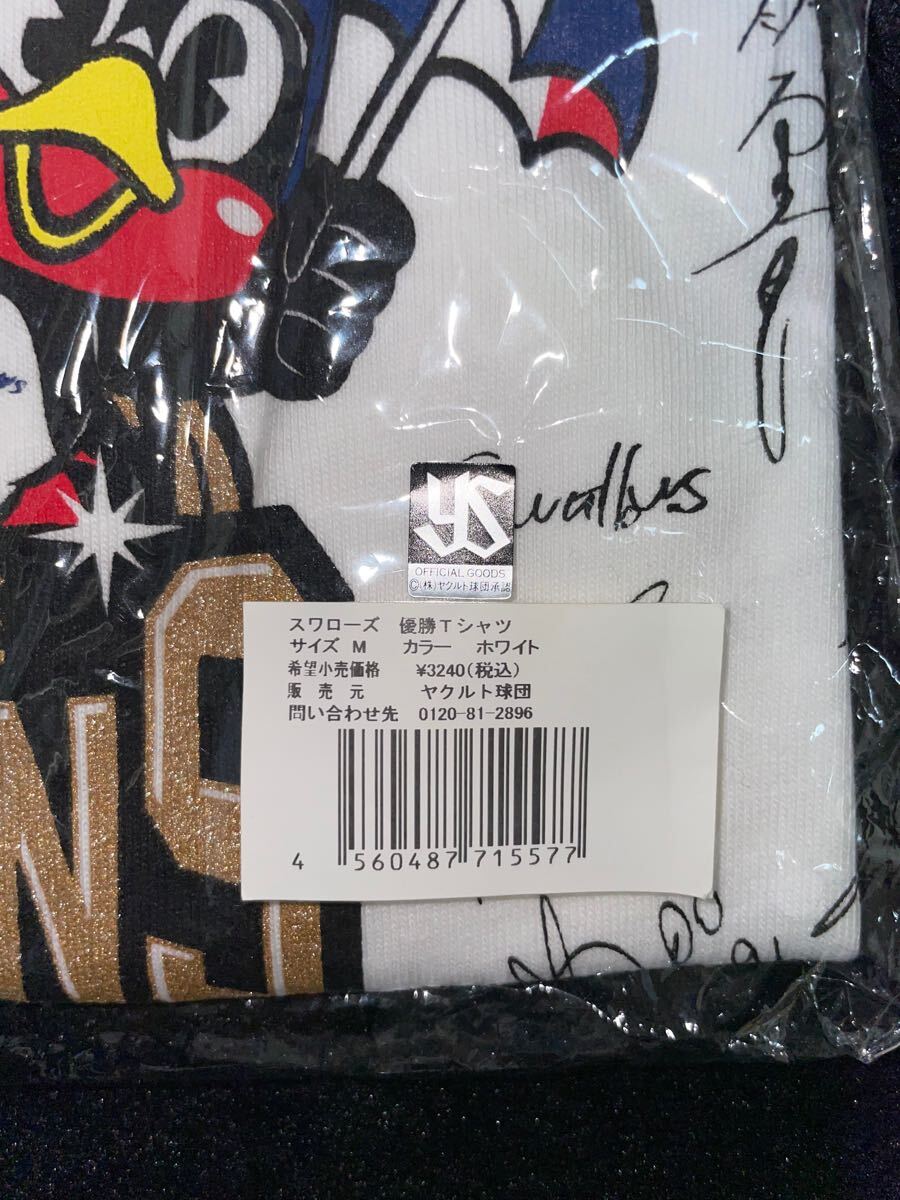 YS
OFFICIAL GOODS
©(株)ヤクルト球団承認
スワローズ 優勝Tシャツ
サイズ M カラー ホワイト
希望小売価格 ¥3240(税込)
販売元 ヤクルト球団
問い合わせ先 0120-81-2896
4 560487 715577
NS